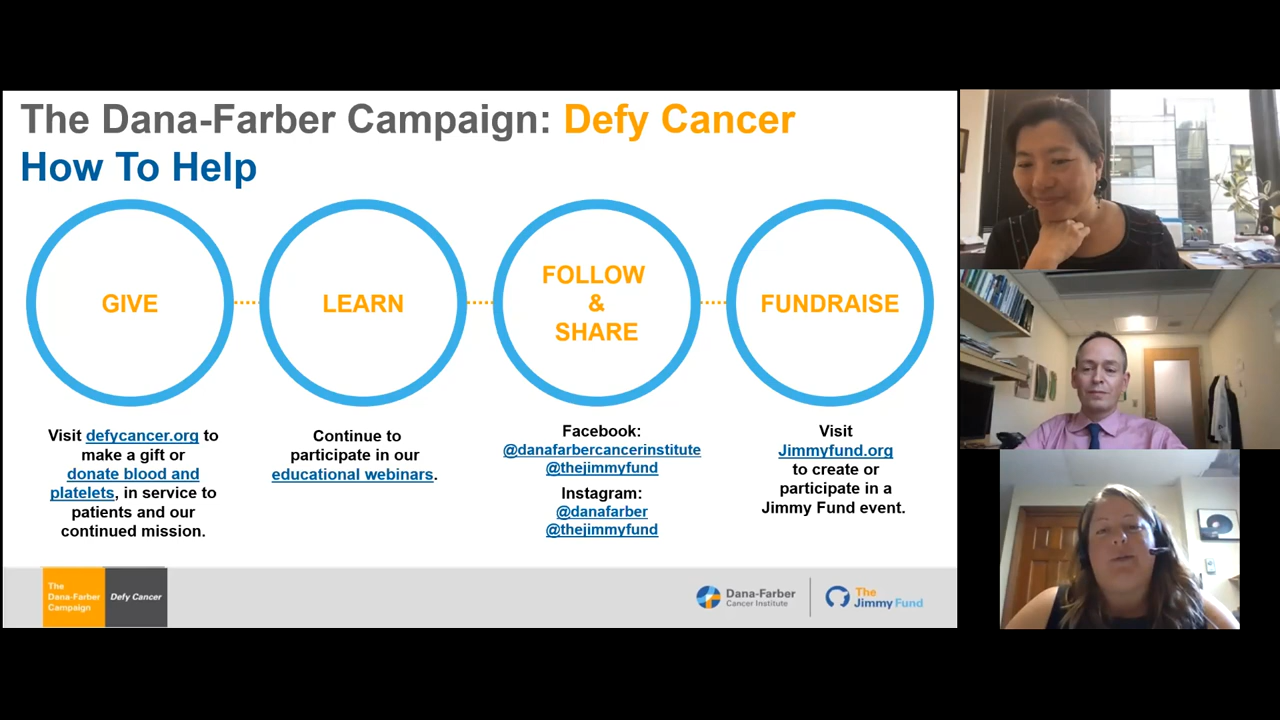 The Dana-Farber Campaign: Defy Cancer
How To Help
GIVE
LEARN
FOLLOW
&
SHARE
FUNDRAISE
Visit defycancer.org to
make a gift or
donate blood and
platelets, in service to
patients and our
continued mission.
Continue to
participate in our
educational webinars.
Facebook:
@danafarbercancerinstitute
@thejimmyfund
Instagram:
@danafarber
@thejimmyfund
Visit
Jimmyfund.org
to create or
participate in a
Jimmy Fund event.
The
Dana-Farber
Campaign
Defy Cancer
Dana-Farber
Cancer Institute
The
Jimmy Fund